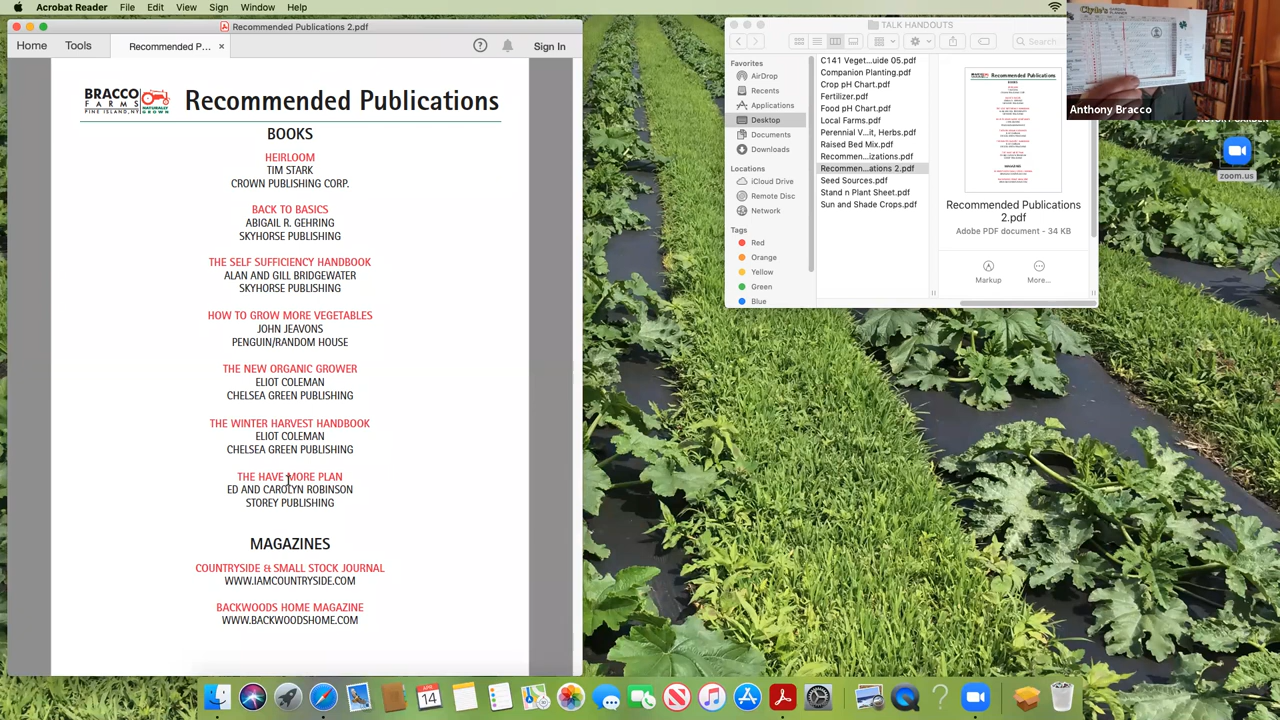 Acrobat Reader File Edit View Sign Window Help
Recommended Publications 2.pdf
Home Tools Recommended P... × Sign In
BRACCO
FARMS
PINE ISLAND, NY
NATURALLY
GROWN
Recommended Publications
BOOKS
HEIRLOOM
TIM STARK
CROWN PUBLISHING CORP.
BACK TO BASICS
ABIGAIL R. GEHRING
SKYHORSE PUBLISHING
THE SELF SUFFICIENCY HANDBOOK
ALAN AND GILL BRIDGEWATER
SKYHORSE PUBLISHING
HOW TO GROW MORE VEGETABLES
JOHN JEAVONS
PENGUIN/RANDOM HOUSE
THE NEW ORGANIC GROWER
ELIOT COLEMAN
CHELSEA GREEN PUBLISHING
THE WINTER HARVEST HANDBOOK
ELIOT COLEMAN
CHELSEA GREEN PUBLISHING
THE HAVE MORE PLAN
ED AND CAROLYN ROBINSON
STOREY PUBLISHING
MAGAZINES
COUNTRYSIDE & SMALL STOCK JOURNAL
WWW.IAMCOUNTRYSIDE.COM
BACKWOODS HOME MAGAZINE
WWW.BACKWOODSHOME.COM
TALK HANDOUTS
Search
Favorites
AirDrop
Recents
Applications
Desktop
Documents
Downloads
Locations
iCloud Drive
Remote Disc
Network
Tags
Red
Orange
Yellow
Green
Blue
C141 Veget...uide 05.pdf
Companion Planting.pdf
Crop pH Chart.pdf
Fertilizer.pdf
Food pH Chart.pdf
Local Farms.pdf
Perennial V...it, Herbs.pdf
Raised Bed Mix.pdf
Recommen...izations.pdf
Recommen...ations 2.pdf
Seed Sources.pdf
Stand n Plant Sheet.pdf
Sun and Shade Crops.pdf
Recommended Publications
Recommended Publications
2.pdf
Adobe PDF document - 34 KB
Markup More...
Clyde's
Anthony Bracco
zoom.us
APR
14